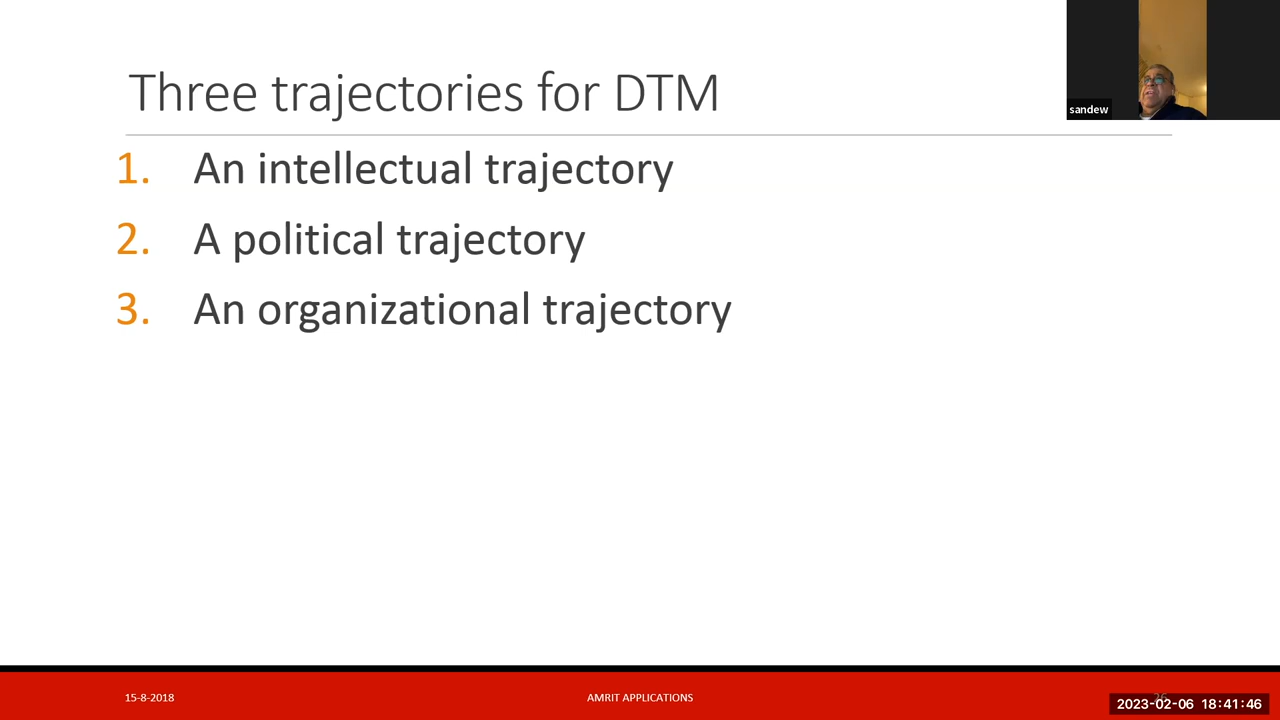 Three trajectories for DTM
sandew
1. An intellectual trajectory
2. A political trajectory
3. An organizational trajectory
15-8-2018
AMRIT APPLICATIONS
2023-02-06 18:41:46